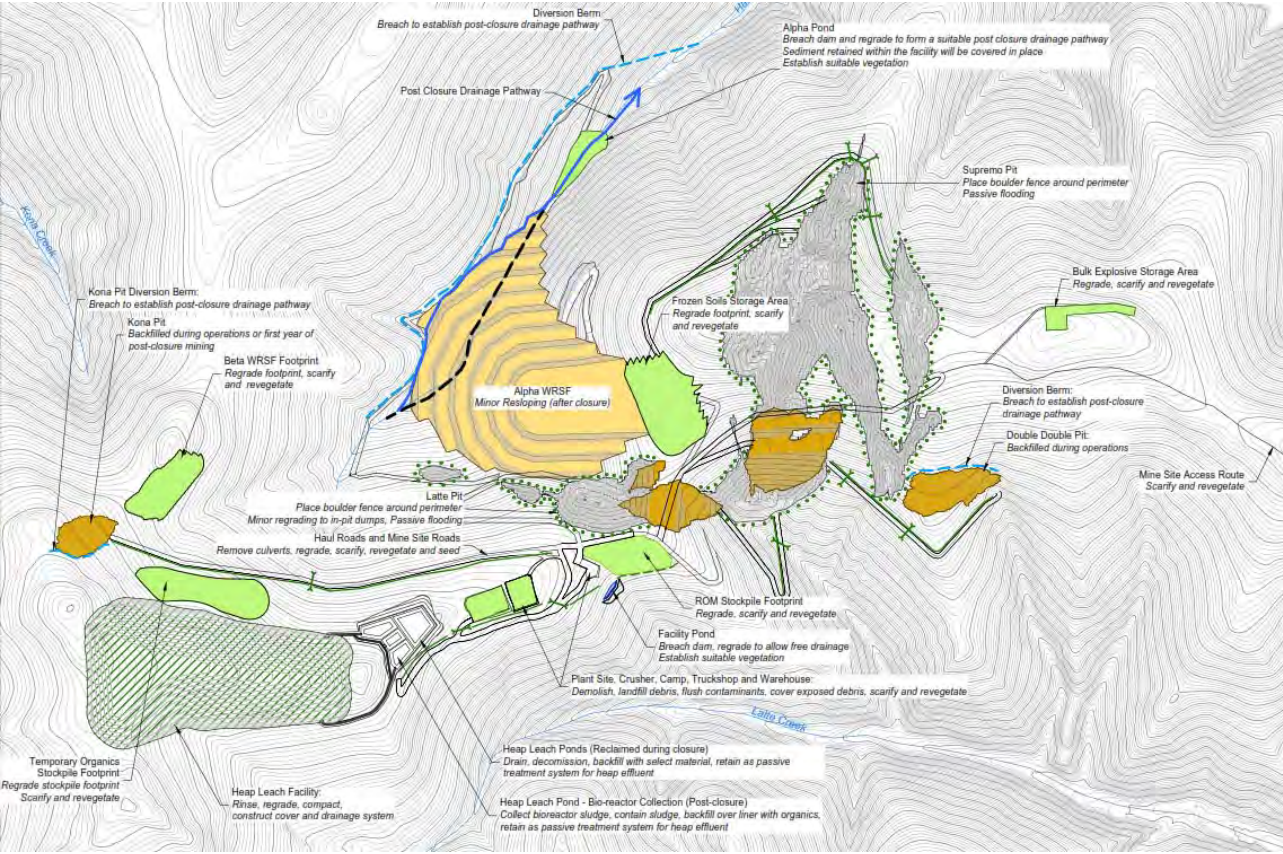 Diversion Berm
Breach to establish post-closure drainage pathway
Alpha Pond
Breach dam and regrade to form a suitable post closure drainage pathway
Sediment retained within the facility will be covered in place
Establish suitable vegetation
Post Closure Drainage Pathway
Supremo Pit
Place boulder fence around perimeter
Passive flooding
Kona Creek
Bulk Explosive Storage Area
Regrade, scarify and revegetate
Kona Pit Diversion Berm:
Breach to establish post-closure drainage pathway
Frozen Soils Storage Area
Regrade footprint, scarify
and revegetate
Kona Pit
Backfilled during operations or first year of
post-closure mining
Beta WRSF Footprint
Regrade footprint, scarify
and revegetate
Alpha WRSF
Minor Resloping (after closure)
Diversion Berm:
Breach to establish post-closure
drainage pathway
Double Double Pit:
Backfilled during operations
Mine Site Access Route
Scarify and revegetate
Latte Pit
Place boulder fence around perimeter
Minor regrading to in-pit dumps, Passive flooding
Haul Roads and Mine Site Roads
Remove culverts, regrade, scarify, revegetate and seed
ROM Stockpile Footprint
Regrade, scarify and revegetate
Facility Pond
Breach dam, regrade to allow free drainage
Establish suitable vegetation
Plant Site, Crusher, Camp, Truckshop and Warehouse:
Demolish, landfill debris, flush contaminants, cover exposed debris, scarify and revegetate
Latte Creek
Temporary Organics
Stockpile Footprint
Regrade stockpile footprint
Scarify and revegetate
Heap Leach Facility:
Rinse, regrade, compact,
construct cover and drainage system
Heap Leach Ponds (Reclaimed during closure)
Drain, decomission, backfill with select material, retain as passive
treatment system for heap effluent
Heap Leach Pond - Bio-reactor Collection (Post-closure)
Collect bioreactor sludge, contain sludge, backfill over liner with organics,
retain as passive treatment system for heap effluent